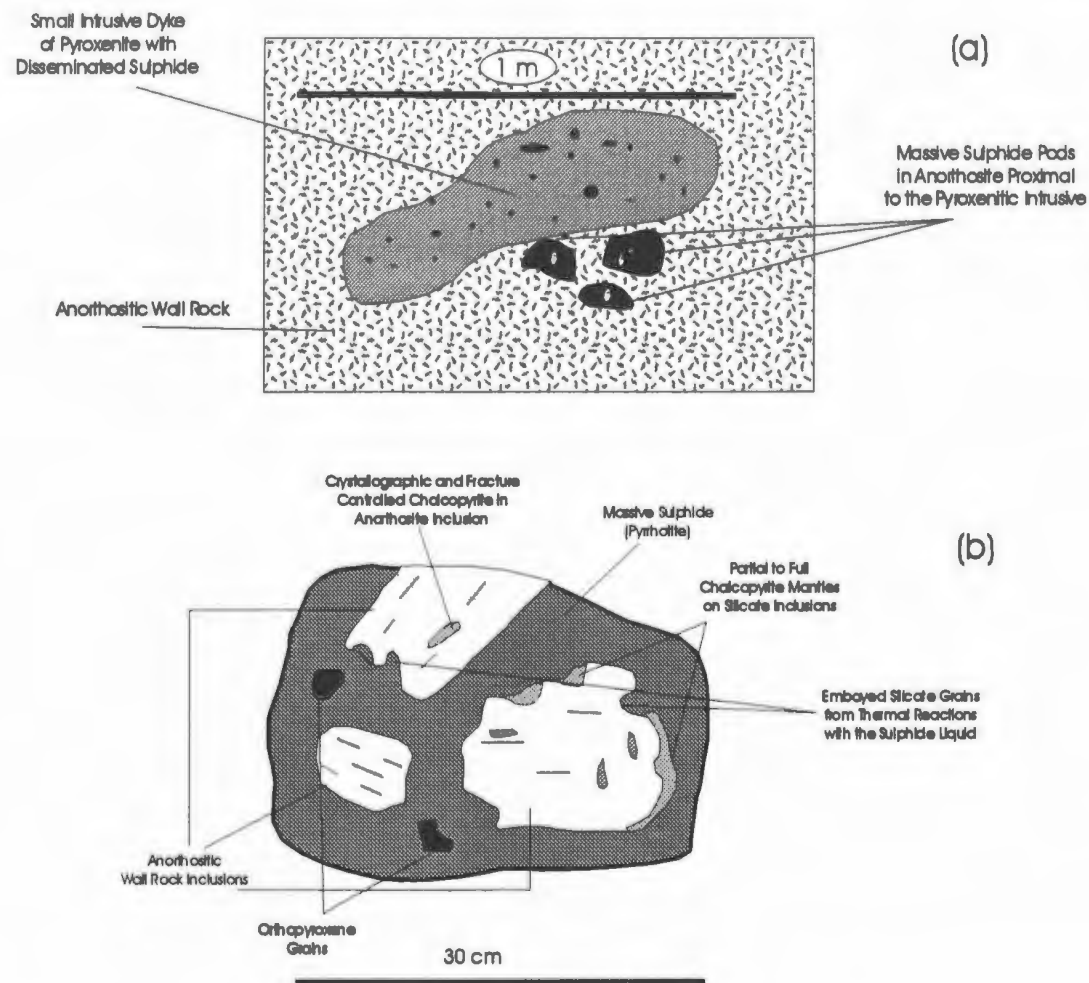 Small Intrusive Dyke
of Pyroxenite with
Disseminated Sulphide
1 m
(a)
Massive Sulphide Pods
in Anorthosite Proximal
to the Pyroxenitic Intrusive
Anorthositic Wall Rock
Crystallographic and Fracture
Controlled Chalcopyrite in
Anorthosite Inclusion
Massive Sulphide
(Pyrrhotite)
(b)
Partial to Full
Chalcopyrite Mantles
on Silicate Inclusions
Embayed Silicate Grains
from Thermal Reactions
with the Sulphide Liquid
Anorthositic
Wall Rock Inclusions
Orthopyroxene
Grains
30 cm